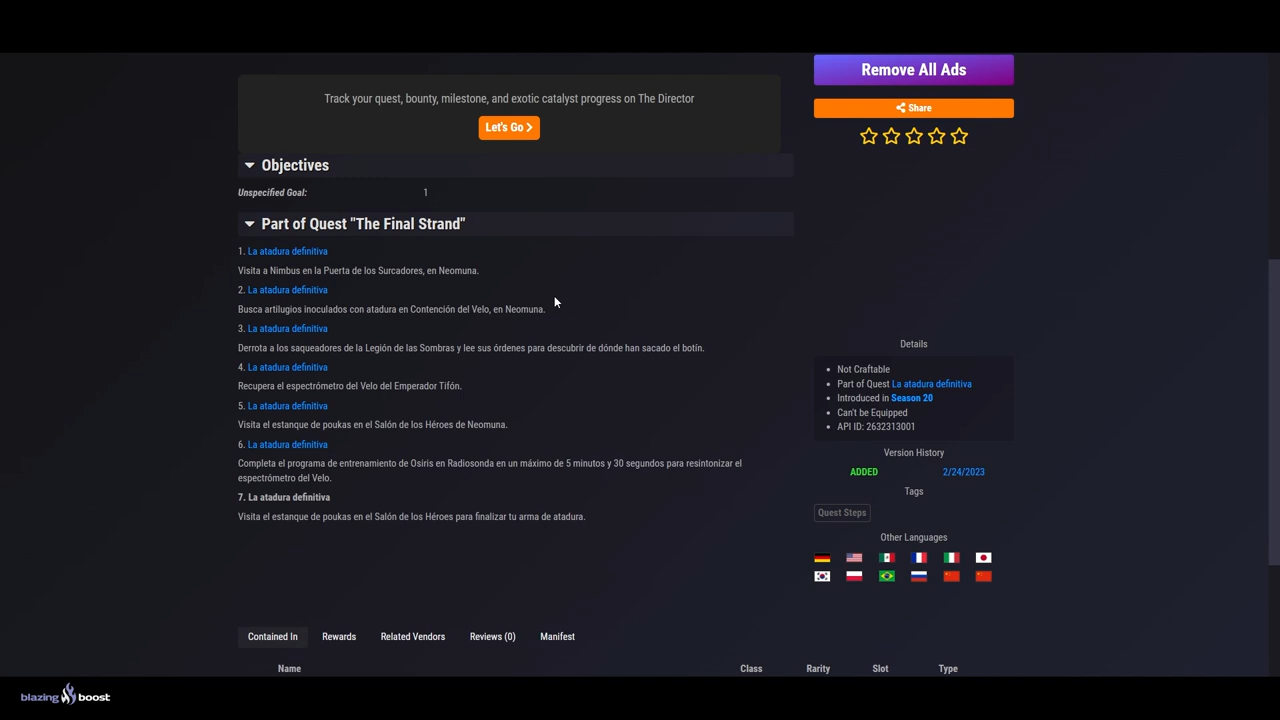 Remove All Ads
Track your quest, bounty, milestone, and exotic catalyst progress on The Director
Let's Go
Share
Objectives
Unspecified Goal: 1
Part of Quest "The Final Strand"
1. La atadura definitiva
Visita a Nimbus en la Puerta de los Surcadores, en Neomuna.
2. La atadura definitiva
Busca artilugios inoculados con atadura en Contención del Velo, en Neomuna.
3. La atadura definitiva
Derrota a los saqueadores de la Legión de las Sombras y lee sus órdenes para descubrir de dónde han sacado el botín.
4. La atadura definitiva
Recupera el espectrómetro del Velo del Emperador Tifón.
5. La atadura definitiva
Visita el estanque de poukas en el Salón de los Héroes de Neomuna.
6. La atadura definitiva
Completa el programa de entrenamiento de Osiris en Radiosonda en un máximo de 5 minutos y 30 segundos para resintonizar el
espectrómetro del Velo.
7. La atadura definitiva
Visita el estanque de poukas en el Salón de los Héroes para finalizar tu arma de atadura.
Details
Not Craftable
Part of Quest La atadura definitiva
Introduced in Season 20
Can't be Equipped
API ID: 2632313001
Version History
ADDED 2/24/2023
Tags
Quest Steps
Other Languages
Contained In Rewards Related Vendors Reviews (0) Manifest
Name Class Rarity Slot Type
blazing boost